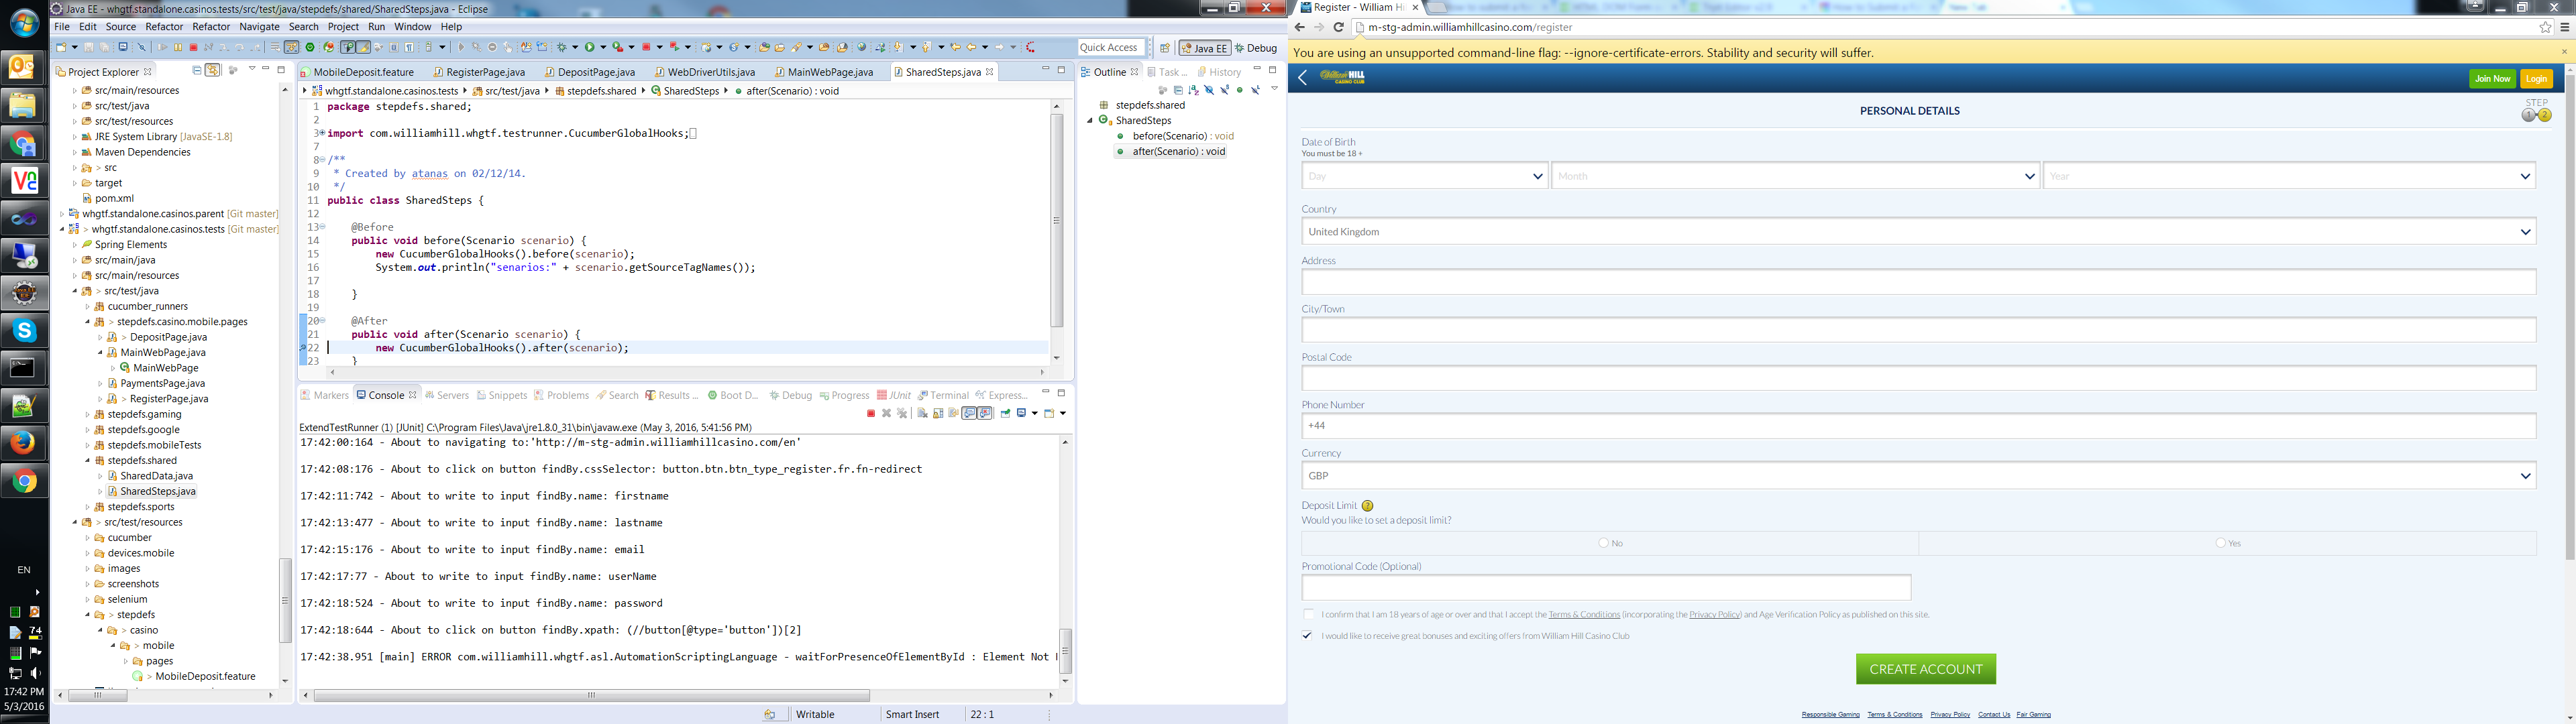 Java EE - whgtf.standalone.casinos.tests/src/test/java/stepdefs/shared/SharedSteps.java - Eclipse
File Edit Source Refactor Refactor Navigate Search Project Run Window Help
Quick Access
Java EE
Debug
Project Explorer
src/main/resources
src/test/java
src/test/resources
JRE System Library [JavaSE-1.8]
Maven Dependencies
> src
target
pom.xml
whgtf.standalone.casinos.parent [Git master]
> whgtf.standalone.casinos.tests [Git master]
Spring Elements
src/main/java
src/main/resources
> src/test/java
cucumber_runners
> stepdefs.casino.mobile.pages
> DepositPage.java
MainWebPage.java
MainWebPage
PaymentsPage.java
> RegisterPage.java
stepdefs.gaming
stepdefs.google
stepdefs.mobileTests
stepdefs.shared
SharedData.java
SharedSteps.java
stepdefs.sports
> src/test/resources
cucumber
devices.mobile
images
screenshots
selenium
> stepdefs
> casino
> mobile
> pages
> MobileDeposit.feature
EN
74
17:42 PM
5/3/2016
MobileDeposit.feature RegisterPage.java DepositPage.java WebDriverUtils.java MainWebPage.java SharedSteps.java
whgtf.standalone.casinos.tests src/test/java stepdefs.shared SharedSteps after(Scenario) : void
1 package stepdefs.shared;
2
3 import com.williamhill.whgtf.testrunner.CucumberGlobalHooks;
7
8 /**
9 * Created by atanas on 02/12/14.
10 */
11 public class SharedSteps {
12
13 @Before
14 public void before(Scenario scenario) {
15 new CucumberGlobalHooks().before(scenario);
16 System.out.println("senarios:" + scenario.getSourceTagNames());
17
18 }
19
20 @After
21 public void after(Scenario scenario) {
22 new CucumberGlobalHooks().after(scenario);
23 }
Markers Console Servers Snippets Problems Search Results ... Boot D... Debug Progress JUnit Terminal Express...
ExtendTestRunner (1) [JUnit] C:\Program Files\Java\jre1.8.0_31\bin\javaw.exe (May 3, 2016, 5:41:56 PM)
17:42:00:164 - About to navigating to:'http://m-stg-admin.williamhillcasino.com/en'
17:42:08:176 - About to click on button findBy.cssSelector: button.btn.btn_type_register.fr.fn-redirect
17:42:11:742 - About to write to input findBy.name: firstname
17:42:13:477 - About to write to input findBy.name: lastname
17:42:15:176 - About to write to input findBy.name: email
17:42:17:77 - About to write to input findBy.name: userName
17:42:18:524 - About to write to input findBy.name: password
17:42:18:644 - About to click on button findBy.xpath: (//button[@type='button'])[2]
17:42:38.951 [main] ERROR com.williamhill.whgtf.asl.AutomationScriptingLanguage - waitForPresenceOfElementById : Element Not
Writable Smart Insert 22 : 1
Outline Task ... History
stepdefs.shared
SharedSteps
before(Scenario) : void
after(Scenario) : void
Register - William Hi
New Tab
m-stg-admin.williamhillcasino.com/register
You are using an unsupported command-line flag: --ignore-certificate-errors. Stability and security will suffer.
William HILL
CASINO CLUB
Join Now Login
PERSONAL DETAILS
STEP
1 2
Date of Birth
You must be 18 +
Day Month Year
Country
United Kingdom
Address
City/Town
Postal Code
Phone Number
+44
Currency
GBP
Deposit Limit ?
Would you like to set a deposit limit?
No Yes
Promotional Code (Optional)
I confirm that I am 18 years of age or over and that I accept the Terms & Conditions (incorporating the Privacy Policy) and Age Verification Policy as published on this site.
I would like to receive great bonuses and exciting offers from William Hill Casino Club
CREATE ACCOUNT
Responsible Gaming Terms & Conditions Privacy Policy Contact Us Fair Gaming